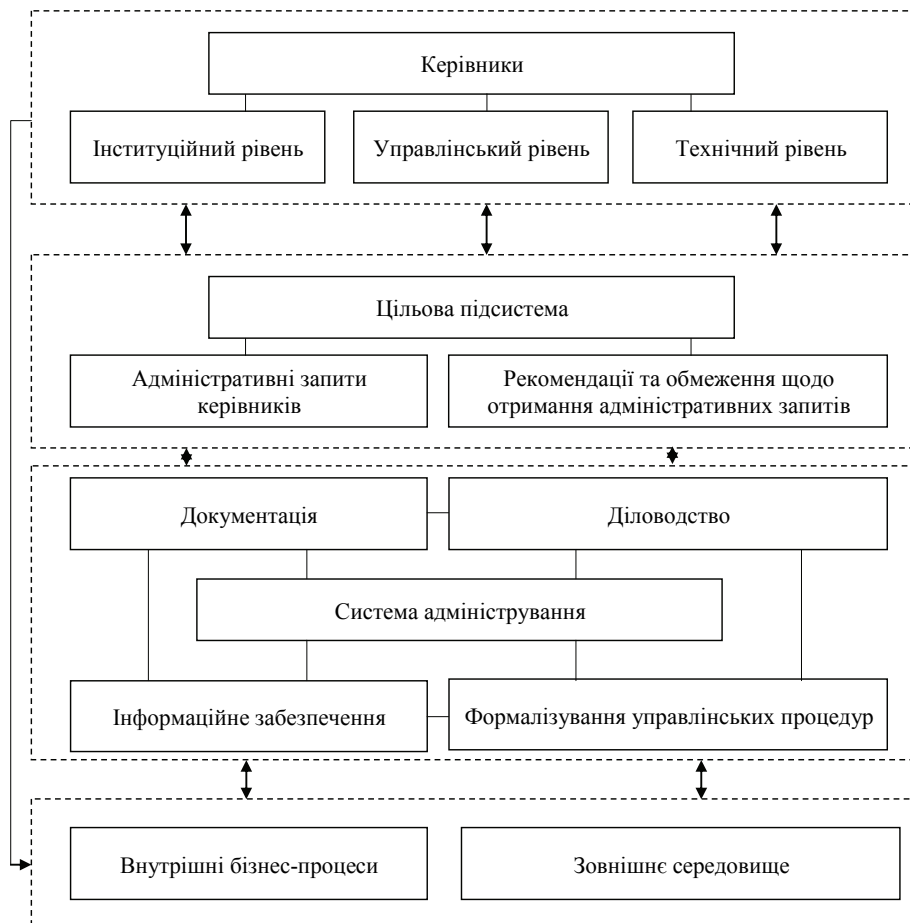 Керівники
Інституційний рівень
Управлінський рівень
Технічний рівень
Цільова підсистема
Адміністративні запити
керівників
Рекомендації та обмеження щодо
отримання адміністративних запитів
Документація
Діловодство
Система адміністрування
Інформаційне забезпечення
Формалізування управлінських процедур
Внутрішні бізнес-процеси
Зовнішнє середовище